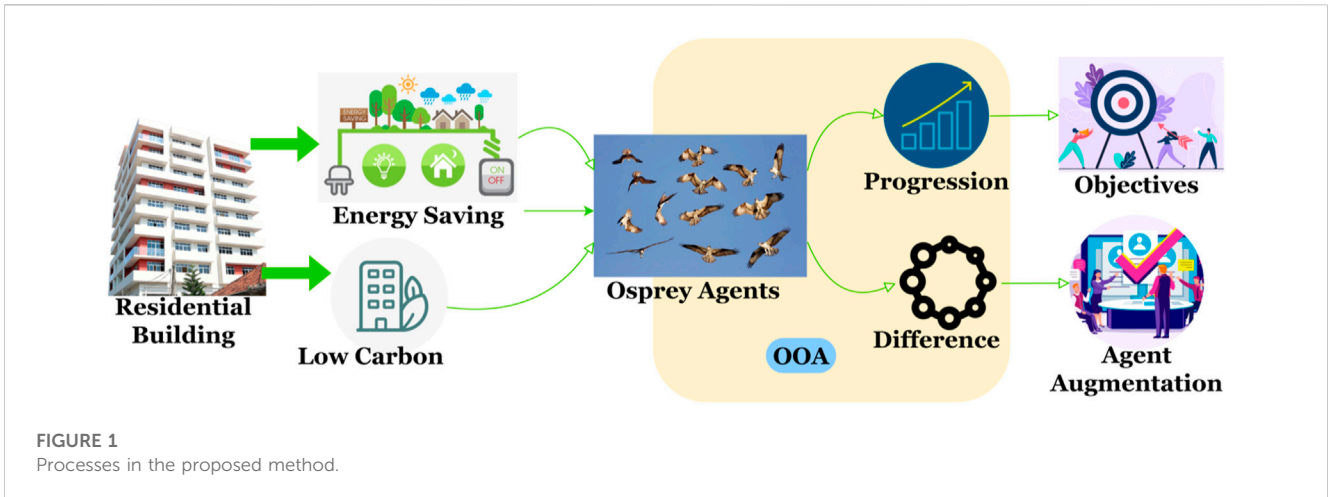 ENERGY
SAVING
ON
OFF
Energy Saving
Residential
Building
Low Carbon
Osprey Agents
Progression
Objectives
OOA
Difference
Agent
Augmentation
FIGURE 1
Processes in the proposed method.